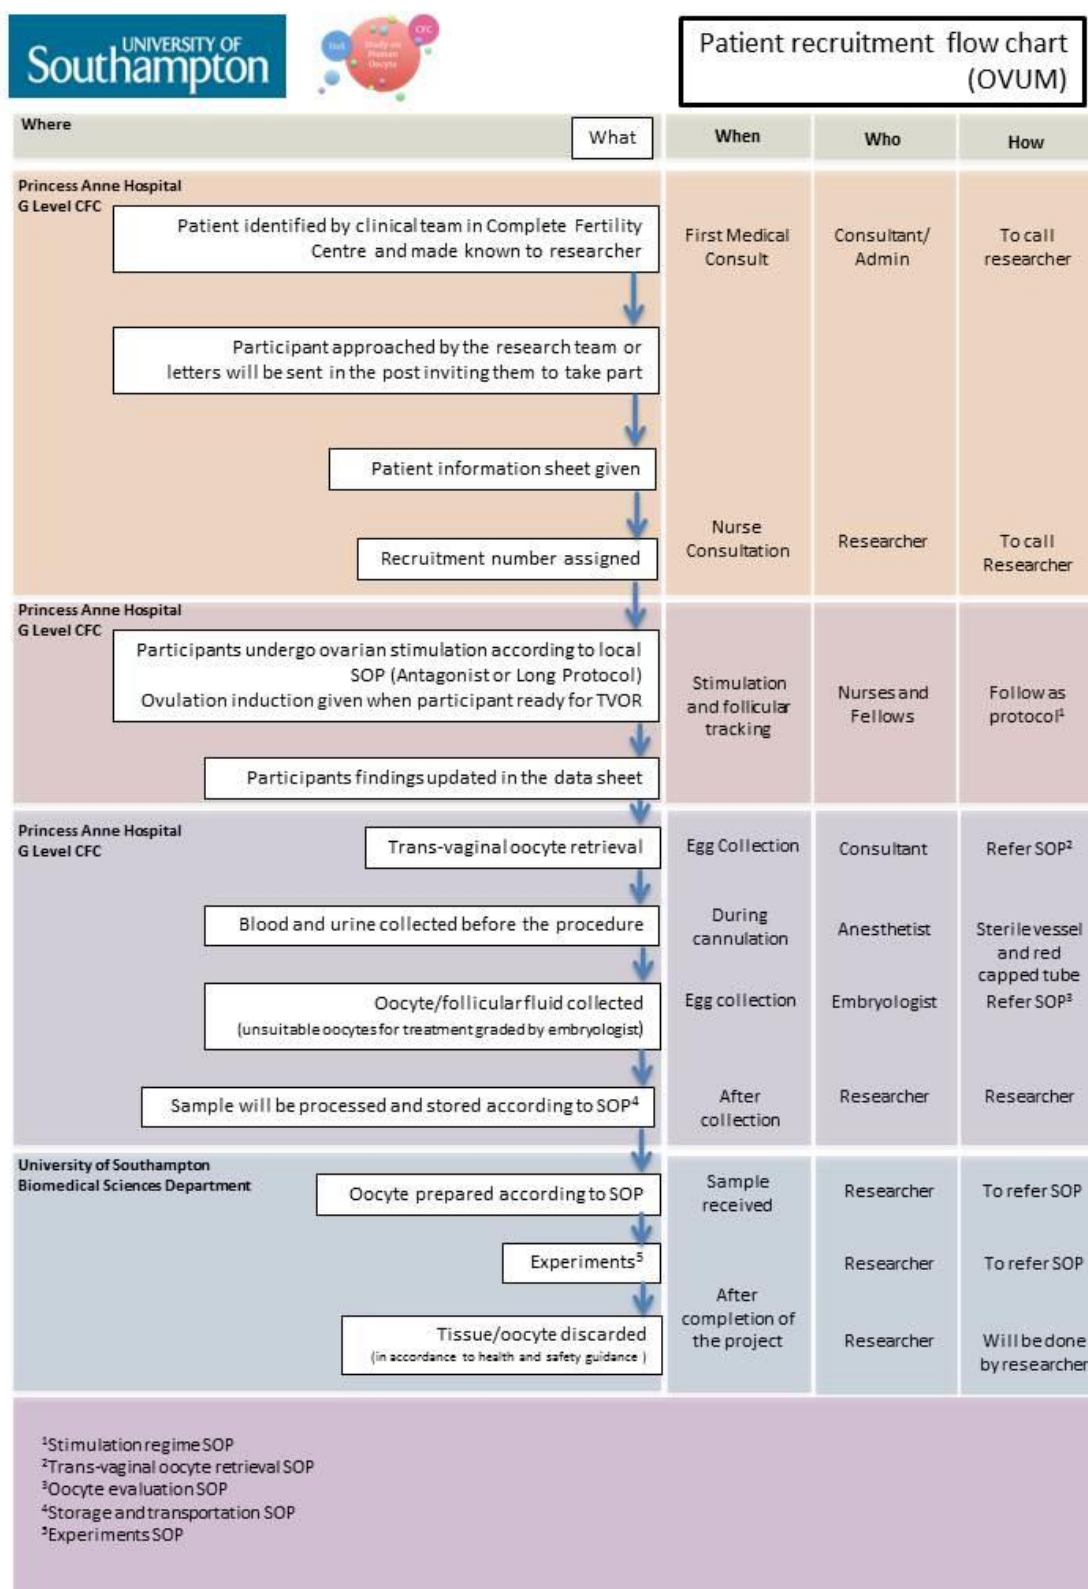 UNIVERSITY OF
Southampton
Study on
Human
Oocyte
CFC
Patient recruitment flow chart
(OVUM)
Where
What
When
Who
How
Princess Anne Hospital
G Level CFC
Patient identified by clinical team in Complete Fertility
Centre and made known to researcher
First Medical
Consult
Consultant/
Admin
To call
researcher
Participant approached by the research team or
letters will be sent in the post inviting them to take part
Patient information sheet given
Recruitment number assigned
Nurse
Consultation
Researcher
To call
Researcher
Princess Anne Hospital
G Level CFC
Participants undergo ovarian stimulation according to local
SOP (Antagonist or Long Protocol)
Ovulation induction given when participant ready for TVOR
Stimulation
and follicular
tracking
Nurses and
Fellows
Follow as
protocol¹
Participants findings updated in the data sheet
Princess Anne Hospital
G Level CFC
Trans-vaginal oocyte retrieval
Egg Collection
Consultant
Refer SOP²
Blood and urine collected before the procedure
During
cannulation
Anesthetist
Sterile vessel
and red
capped tube
Oocyte/follicular fluid collected
(unsuitable oocytes for treatment graded by embryologist)
Egg collection
Embryologist
Refer SOP³
Sample will be processed and stored according to SOP⁴
After
collection
Researcher
Researcher
University of Southampton
Biomedical Sciences Department
Oocyte prepared according to SOP
Sample
received
Researcher
To refer SOP
Experiments⁵
Researcher
To refer SOP
After
completion of
the project
Tissue/oocyte discarded
(in accordance to health and safety guidance )
Researcher
Will be done
by researcher
¹Stimulation regime SOP
²Trans-vaginal oocyte retrieval SOP
³Oocyte evaluation SOP
⁴Storage and transportation SOP
⁵Experiments SOP